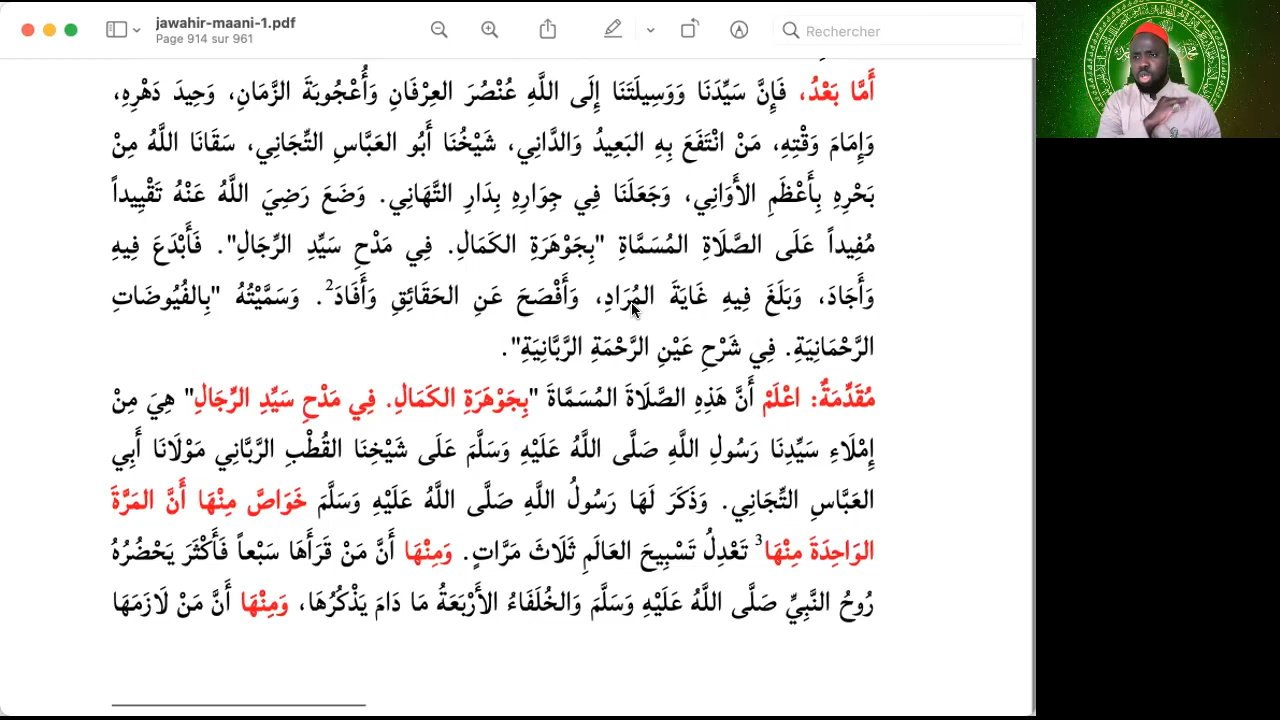 jawahir-maani-1.pdf
Page 914 sur 961
Rechercher
أَمَّا بَعْدُ، فَإِنَّ سَيِّدَنَا وَوَسِيلَتَنَا إِلَى اللَّهِ عُنْصُرَ العِرْفَانِ وَأُعْجُوبَةَ الزَّمَانِ، وَحِيدَ دَهْرِهِ،
وَإِمَامَ وَقْتِهِ، مَنْ انْتَفَعَ بِهِ البَعِيدُ وَالدَّانِي، شَيْخُنَا أَبُو العَبَّاسِ التِّجَانِي، سَقَانَا اللَّهُ مِنْ
بَحْرِهِ بِأَعْظَمِ الأَوَانِي، وَجَعَلَنَا فِي جِوَارِهِ بِدَارِ التَّهَانِي. وَضَعَ رَضِيَ اللَّهُ عَنْهُ تَقْيِيداً
مُفِيداً عَلَى الصَّلَاةِ المُسَمَّاةِ "بِجَوْهَرَةِ الكَمَالِ. فِي مَدْحِ سَيِّدِ الرِّجَالِ". فَأَبْدَعَ فِيهِ
وَأَجَادَ، وَبَلَغَ فِيهِ غَايَةَ المُرَادِ، وَأَفْصَحَ عَنِ الحَقَائِقِ وَأَفَادَ2. وَسَمَّيْتُهُ "بِالفُيُوضَاتِ
الرَّحْمَانِيَةِ. فِي شَرْحِ عَيْنِ الرَّحْمَةِ الرَّبَّانِيَةِ".
مُقَدِّمَةٌ: اعْلَمْ أَنَّ هَذِهِ الصَّلَاةَ المُسَمَّاةَ "بِجَوْهَرَةِ الكَمَالِ. فِي مَدْحِ سَيِّدِ الرِّجَالِ" هِيَ مِنْ
إِمْلَاءِ سَيِّدِنَا رَسُولِ اللَّهِ صَلَّى اللَّهُ عَلَيْهِ وَسَلَّمَ عَلَى شَيْخِنَا القُطْبِ الرَّبَّانِي مَوْلَانَا أَبِي
العَبَّاسِ التِّجَانِي. وَذَكَرَ لَهَا رَسُولُ اللَّهِ صَلَّى اللَّهُ عَلَيْهِ وَسَلَّمَ خَوَاصَّ مِنْهَا أَنَّ المَرَّةَ
الوَاحِدَةَ مِنْهَا3 تَعْدِلُ تَسْبِيحَ العَالَمِ ثَلَاثَ مَرَّاتٍ. وَمِنْهَا أَنَّ مَنْ قَرَأَهَا سَبْعاً فَأَكْثَرَ يَحْضُرُهُ
رُوحُ النَّبِيِّ صَلَّى اللَّهُ عَلَيْهِ وَسَلَّمَ وَالخُلَفَاءُ الأَرْبَعَةُ مَا دَامَ يَذْكُرُهَا، وَمِنْهَا أَنَّ مَنْ لَازَمَهَا